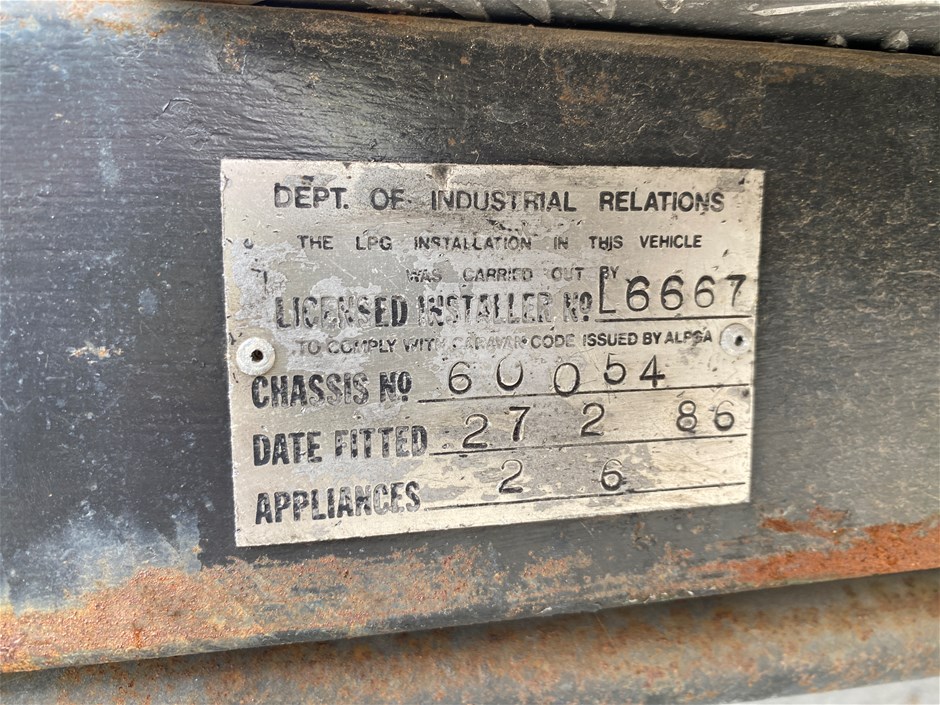 DEPT. OF INDUSTRIAL RELATIONS
THE LPG INSTALLATION IN THIS VEHICLE
WAS CARRIED OUT BY
LICENSED INSTALLER Nº L6667
TO COMPLY WITH CARAVAN CODE ISSUED BY ALPGA
CHASSIS Nº 60054
DATE FITTED 27 2 86
APPLIANCES 2 6